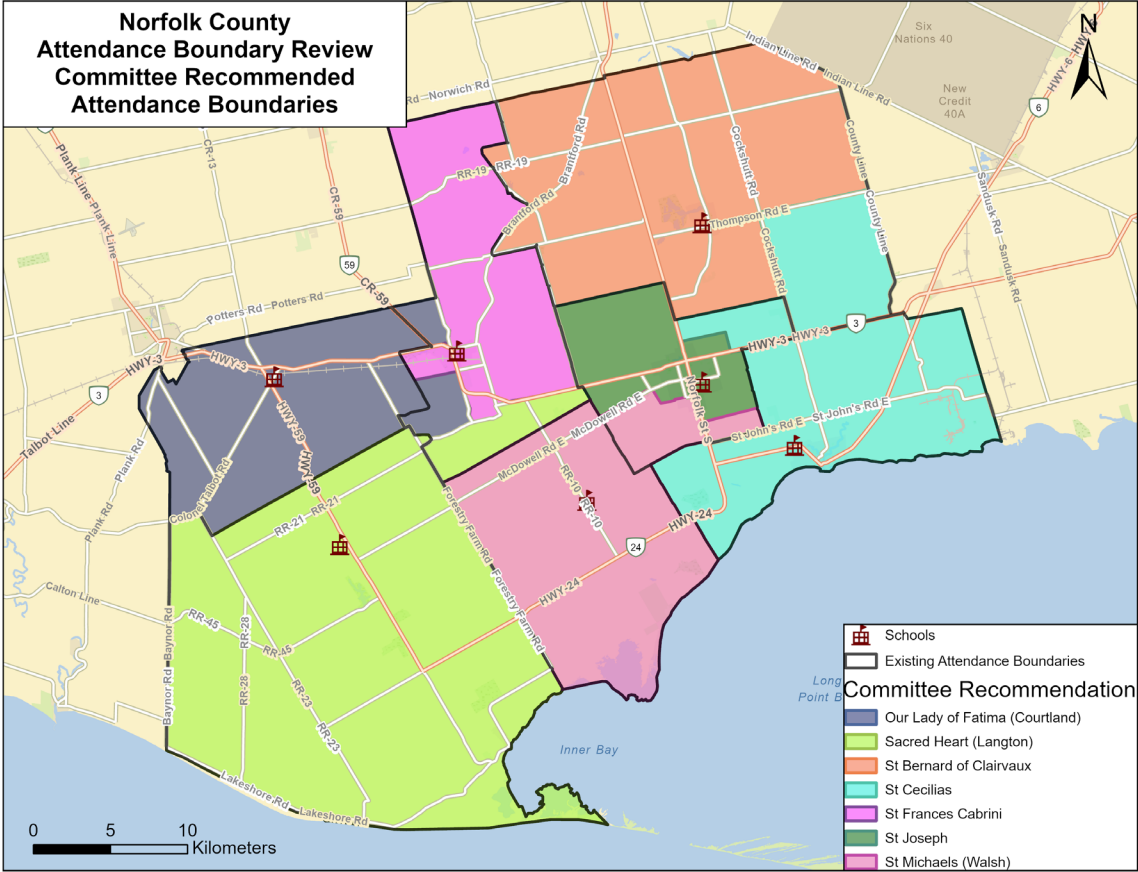 Norfolk County
Attendance Boundary Review
Committee Recommended
Attendance Boundaries
N
Six
Nations 40
New
Credit
40A
Indian Line Rd
Indian Line Rd
HWY-6
HWY-6
6
Rd
Norwich Rd
Plank Line
Plank Line
CR-13
CR-59
59
CR-59
RR-19
RR-19
Brantford Rd
Brantford Rd
Cockshutt Rd
Cockshutt Rd
Thompson Rd E
County Line
County Line
Sandusk Rd
Sandusk Rd
Potters Rd
Potters Rd
HWY-3
HWY-3
HWY-3
HWY-3
3
3
Talbot Line
Plank Rd
Plank Rd
Colonel Talbot Rd
HWY-59
HWY-59
McDowell Rd E
McDowell Rd E
Norfolk St S
St John's Rd E
St John's Rd E
RR-10
RR-10
RR-21
RR-21
Forestry Farm Rd
Forestry Farm Rd
HWY-24
HWY-24
24
Calton Line
RR-45
RR-45
RR-28
RR-28
RR-23
RR-23
Baynor Rd
Baynor Rd
Lakeshore Rd
Lakeshore Rd
Inner Bay
Long
Point B
0 5 10
Kilometers
Schools
Existing Attendance Boundaries
Committee Recommendation
Our Lady of Fatima (Courtland)
Sacred Heart (Langton)
St Bernard of Clairvaux
St Cecilias
St Frances Cabrini
St Joseph
St Michaels (Walsh)